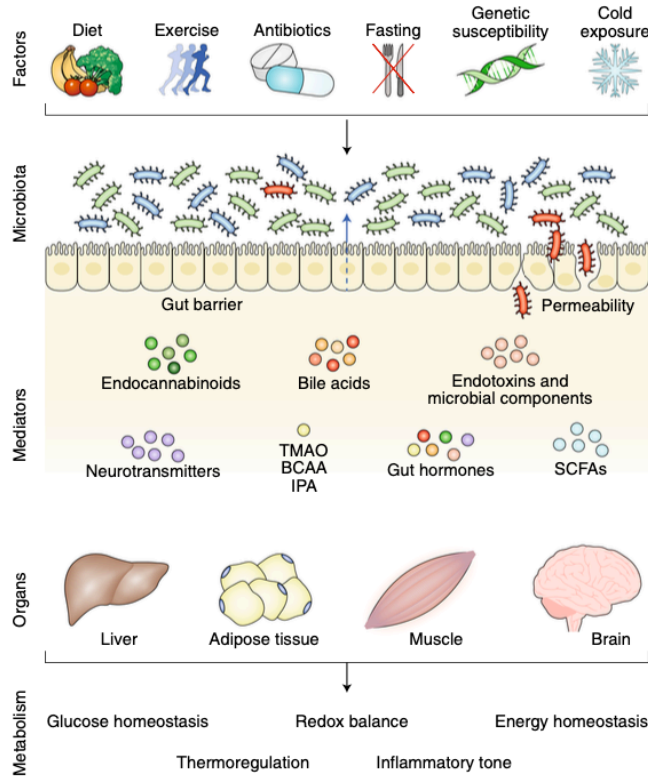 Factors
Diet
Exercise
Antibiotics
Fasting
Genetic
susceptibility
Cold
exposure
Microbiota
Gut barrier
Permeability
Mediators
Endocannabinoids
Bile acids
Endotoxins and
microbial components
Neurotransmitters
TMAO
BCAA
IPA
Gut hormones
SCFAs
Organs
Liver
Adipose tissue
Muscle
Brain
Metabolism
Glucose homeostasis
Redox balance
Energy homeostasis
Thermoregulation
Inflammatory tone